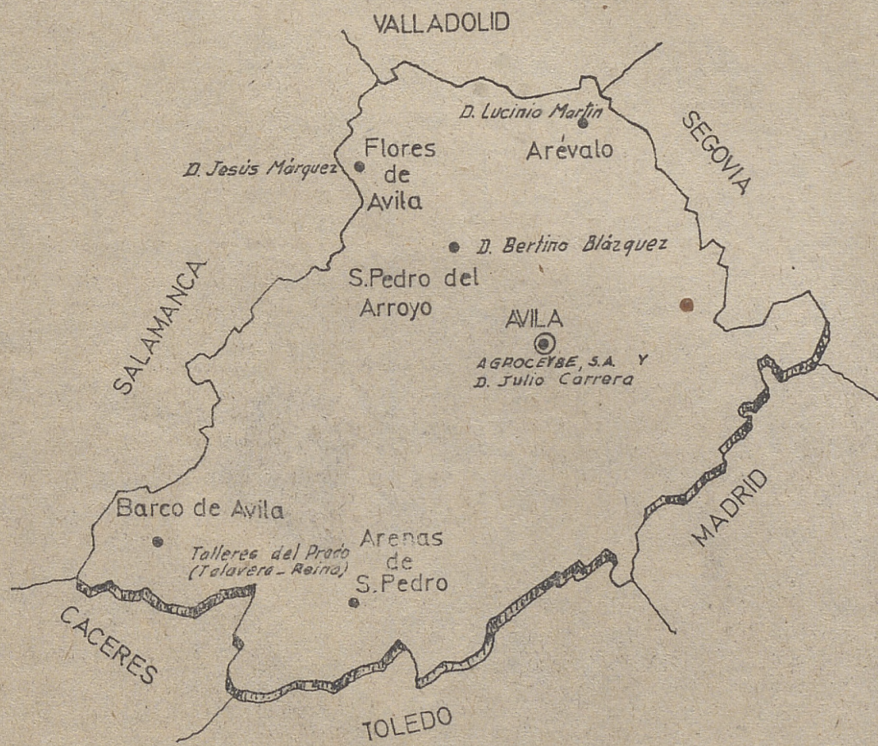 VALLADOLID
D. Lucinio Martin
Arévalo
SEGOVIA
D. Jesús Márquez
Flores
de
Avila
D. Bertino Blázquez
S.Pedro del
Arroyo
SALAMANCA
AVILA
AGROCEYBE, S.A. Y
D. Julio Carrera
MADRID
Barco de Avila
Talleres del Prado
(Talavera-Reina)
Arenas
de
S.Pedro
CACERES
TOLEDO